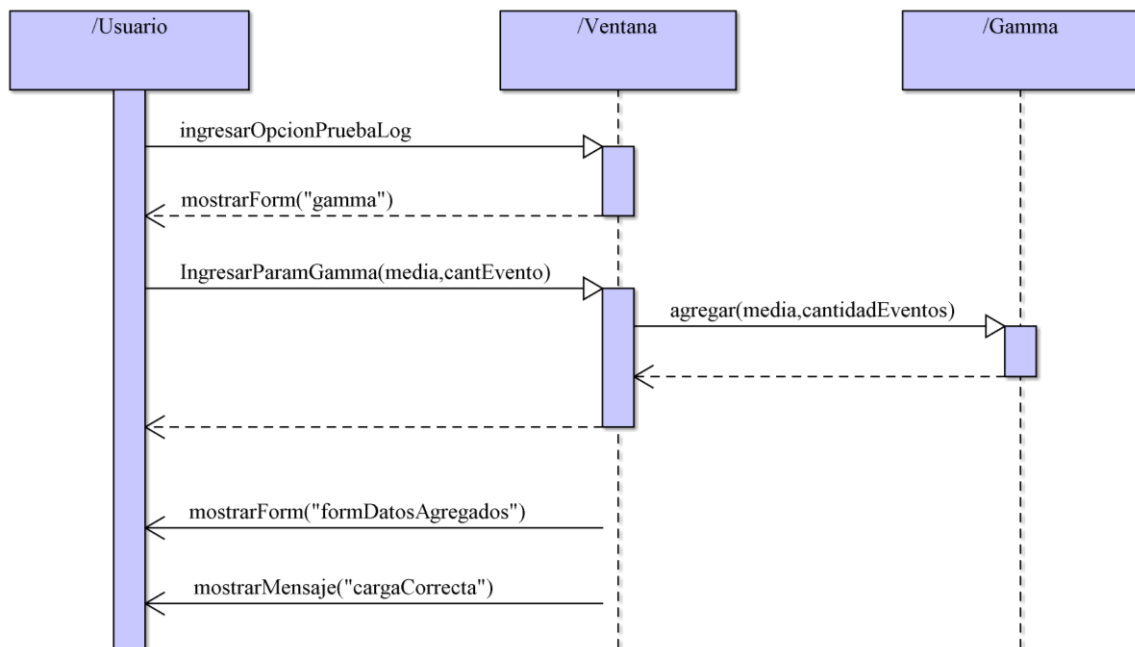 /Usuario
/Ventana
/Gamma
ingresarOpcionPruebaLog
mostrarForm("gamma")
IngresarParamGamma(media,cantEvento)
agregar(media,cantidadEventos)
mostrarForm("formDatosAgregados")
mostrarMensaje("cargaCorrecta")